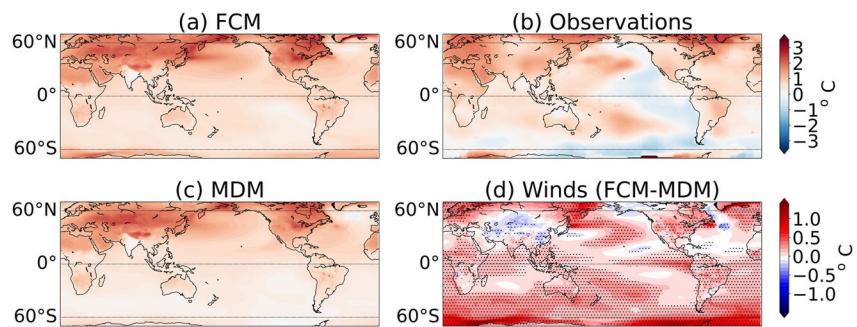 (a) FCM
(b) Observations
60°N
0°
60°S
60°N
0°
60°S
3
2
1
0
−1
−2
−3
° C
(c) MDM
(d) Winds (FCM-MDM)
60°N
0°
60°S
60°N
0°
60°S
1.0
0.5
0.0
−0.5
−1.0
° C